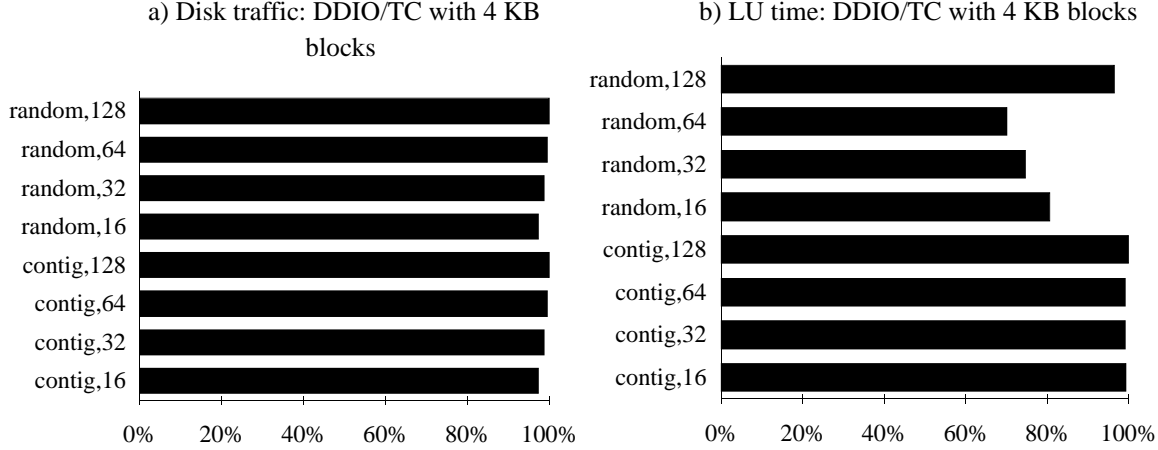 a) Disk traffic: DDIO/TC with 4 KB
blocks
random,128
random,64
random,32
random,16
contig,128
contig,64
contig,32
contig,16
0% 20% 40% 60% 80% 100%
b) LU time: DDIO/TC with 4 KB blocks
random,128
random,64
random,32
random,16
contig,128
contig,64
contig,32
contig,16
0% 20% 40% 60% 80% 100%